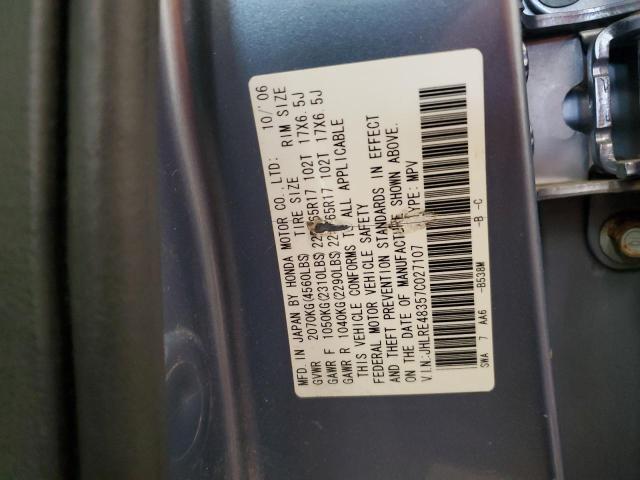 MFD. IN JAPAN BY HONDA MOTOR CO., LTD: 10/'06
TIRE SIZE RIM SIZE
GVWR 2070KG(4560LBS)
GAWR F 1050KG(2310LBS) 65R17 102T 17X6.5J
GAWR R 1040KG(2290LBS) 65R17 102T 17X6.5J
THIS VEHICLE CONFORMS TO ALL APPLICABLE
FEDERAL MOTOR VEHICLE SAFETY
AND THEFT PREVENTION STANDARDS IN EFFECT
ON THE DATE OF MANUFACTURE SHOWN ABOVE.
V.I.N:JHLRE48357C027107 TYPE: MPV
SWA 7 AA6 -B538M -B -C